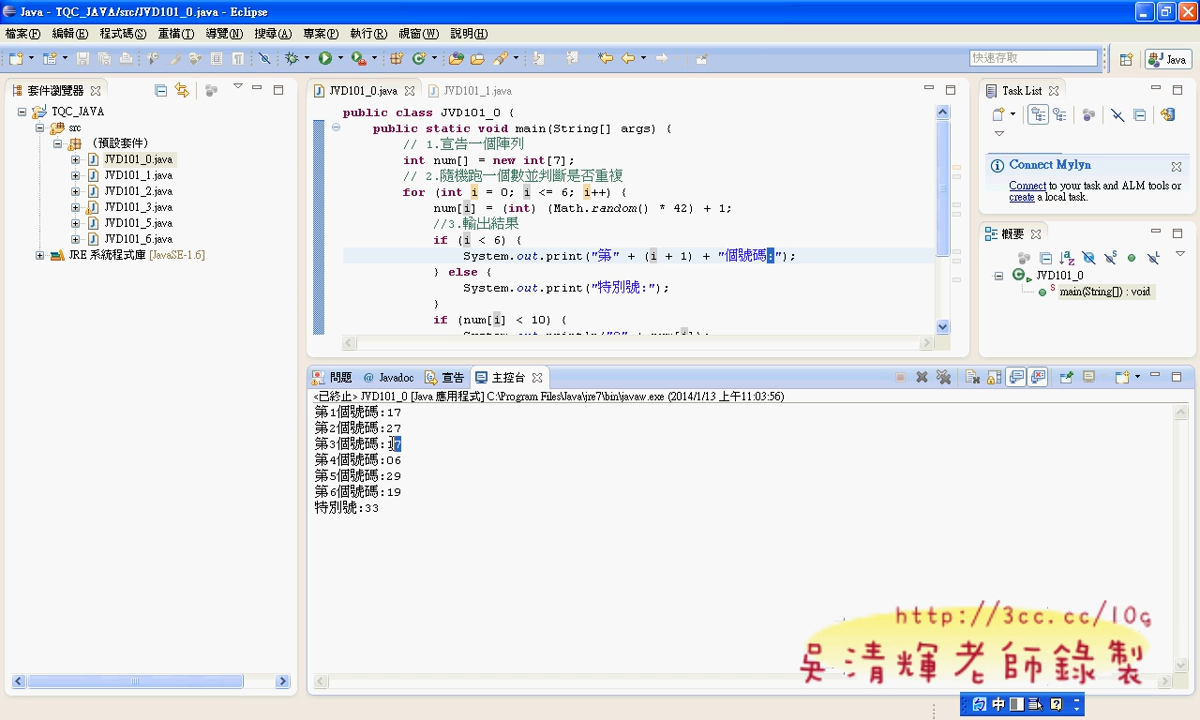 Java - TQC_JAVA/src/JVD101_0.java - Eclipse
檔案(F) 編輯(E) 程式碼(S) 重構(T) 導覽(N) 搜尋(A) 專案(P) 執行(R) 視窗(W) 說明(H)
快速存取
Java
套件瀏覽器
TQC_JAVA
src
(預設套件)
JVD101_0.java
JVD101_1.java
JVD101_2.java
JVD101_3.java
JVD101_5.java
JVD101_6.java
JRE 系統程式庫 [JavaSE-1.6]
JVD101_0.java JVD101_1.java
public class JVD101_0 {
public static void main(String[] args) {
// 1.宣告一個陣列
int num[] = new int[7];
// 2.隨機跑一個數並判斷是否重複
for (int i = 0; i <= 6; i++) {
num[i] = (int) (Math.random() * 42) + 1;
//3.輸出結果
if (i < 6) {
System.out.print("第" + (i + 1) + "個號碼:");
} else {
System.out.print("特別號:");
}
if (num[i] < 10) {
System.out.println("0" + num[i]);
Task List
Connect Mylyn
Connect to your task and ALM tools or
create a local task.
概要
JVD101_0
main(String[]) : void
問題 @ Javadoc 宣告 主控台
<已終止> JVD101_0 [Java 應用程式] C:\Program Files\Java\jre7\bin\javaw.exe (2014/1/13 上午11:03:56)
第1個號碼:17
第2個號碼:27
第3個號碼:17
第4個號碼:06
第5個號碼:29
第6個號碼:19
特別號:33
http://3cc.cc/10g
吳清輝老師錄製
中